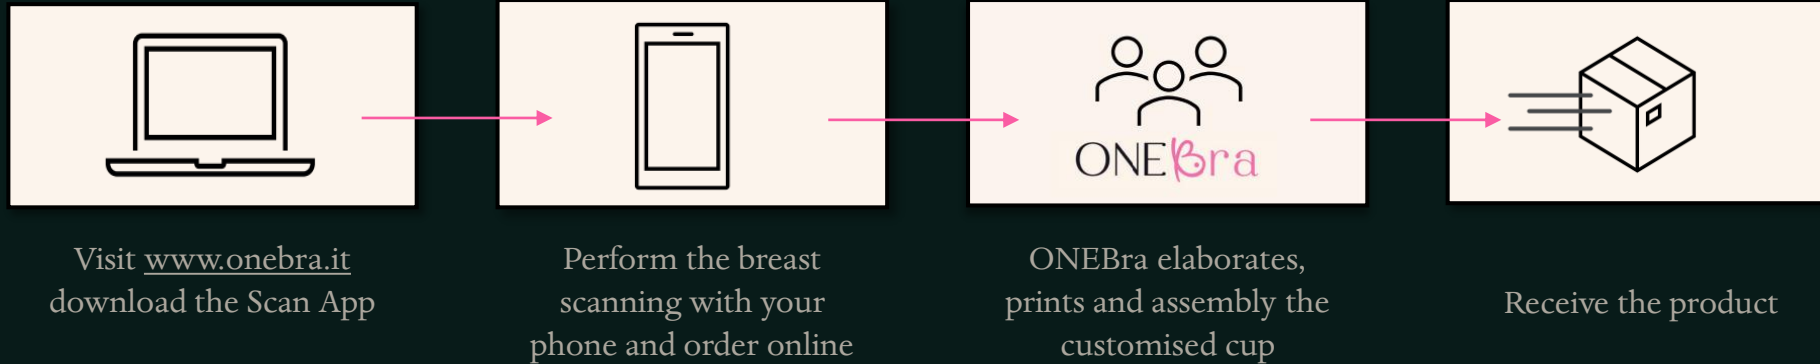 ONEBra
Visit www.onebra.it
download the Scan App
Perform the breast
scanning with your
phone and order online
ONEBra elaborates,
prints and assembly the
customised cup
Receive the product